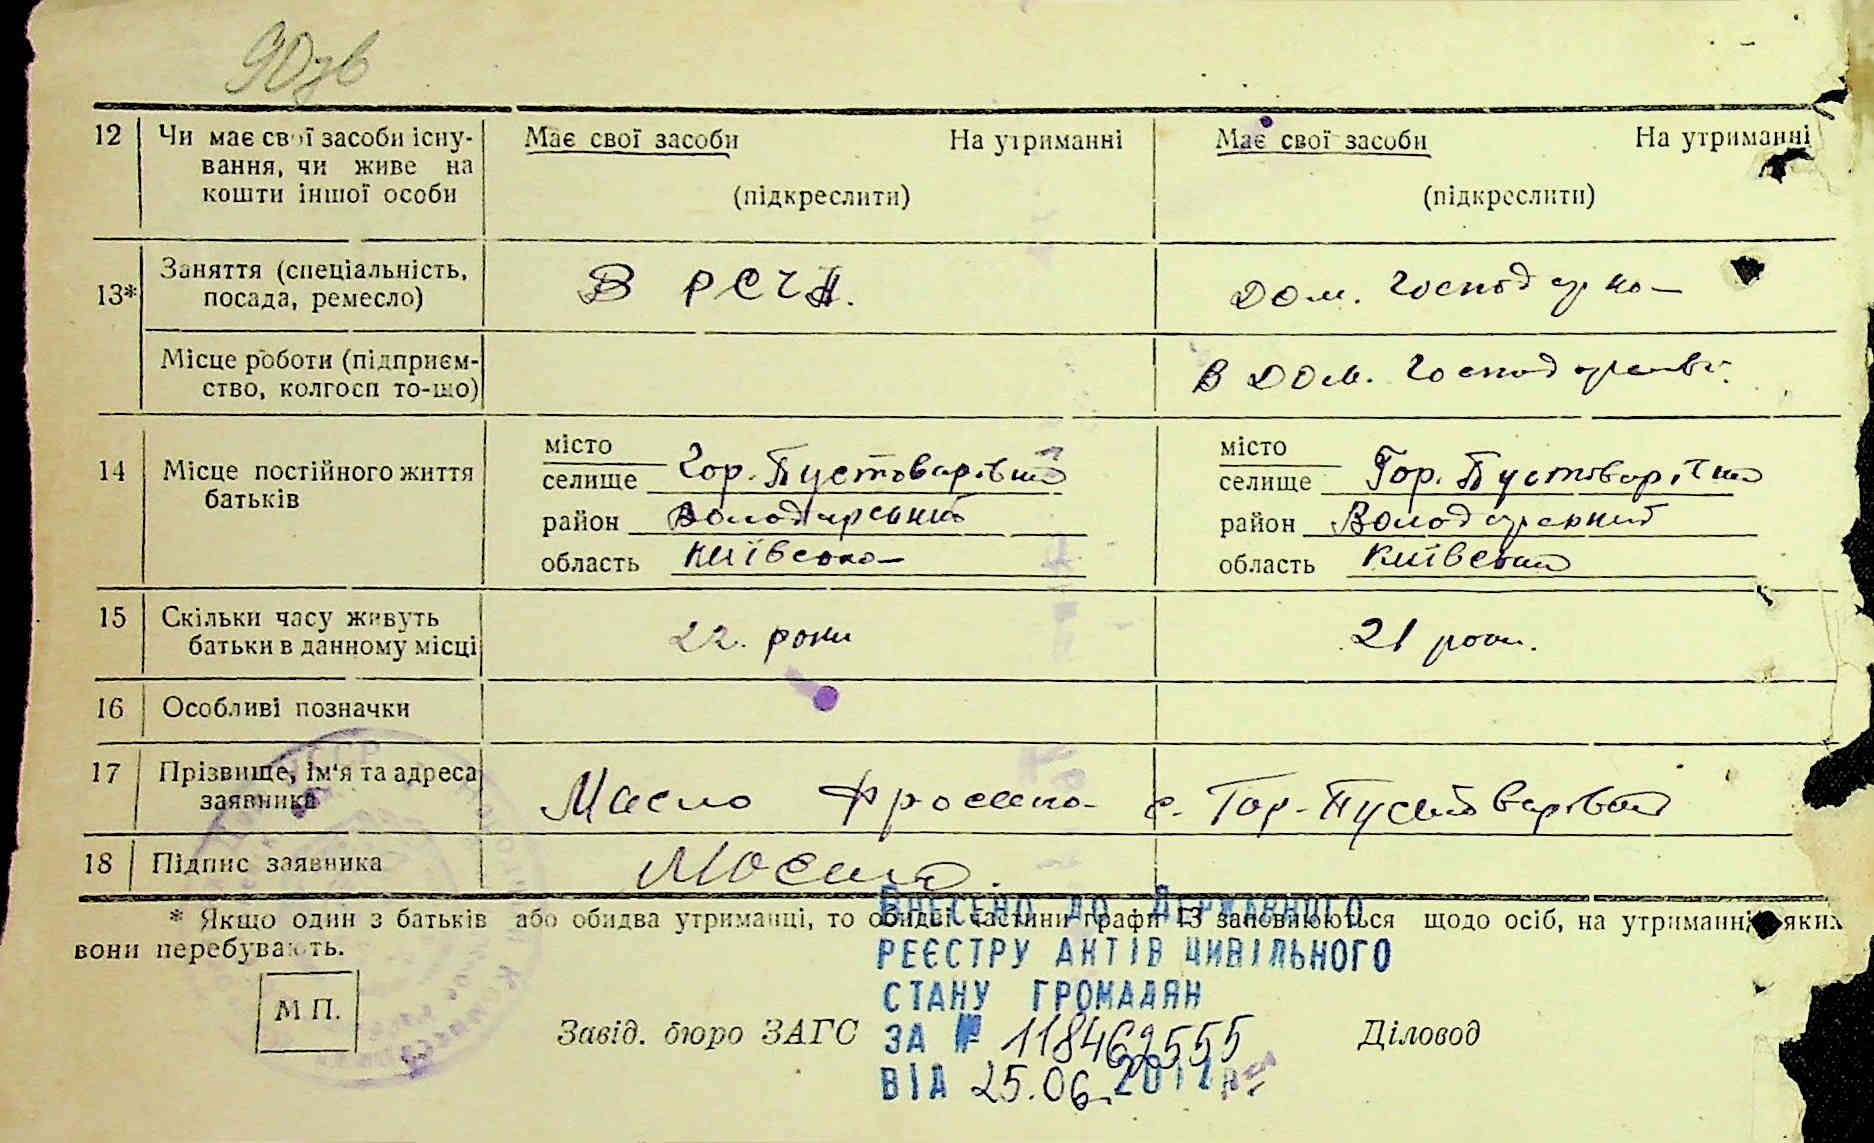 12 Чи має свої засоби існу- Має свої засоби На утриманні Має свої засоби На утриманні
вання, чи живе на
кошти іншої особи (підкреслити) (підкреслити)
Заняття (спеціальність,
13* посада, ремесло) В РСЧА. дом. господарка
Місце роботи (підприєм-
ство, колгосп то-що) В дом. господарстві.
місто місто
14 Місце постійного життя селище Гор. Пустоварівка селище Гор. Пустоварівка
батьків район Володарський район Володарський
область Київська область Київська
15 Скільки часу живуть 22. роки 21 роки.
батьки в данному місці
16 Особливі позначки
17 Прізвище, ім'я та адреса
заявника Масло Фросина с. Гор-Пустоварівка
18 Підпис заявника Масло.
* Якщо один з батьків або обидва утриманці, то обидві частини графи 13 заповнюються щодо осіб, на утриманні яких
вони перебувають.
Внесено до Державного
реєстру актів цивільного
стану громадян
М П. Завід. бюро ЗАГС за № 118462555 Діловод
від 25.06.